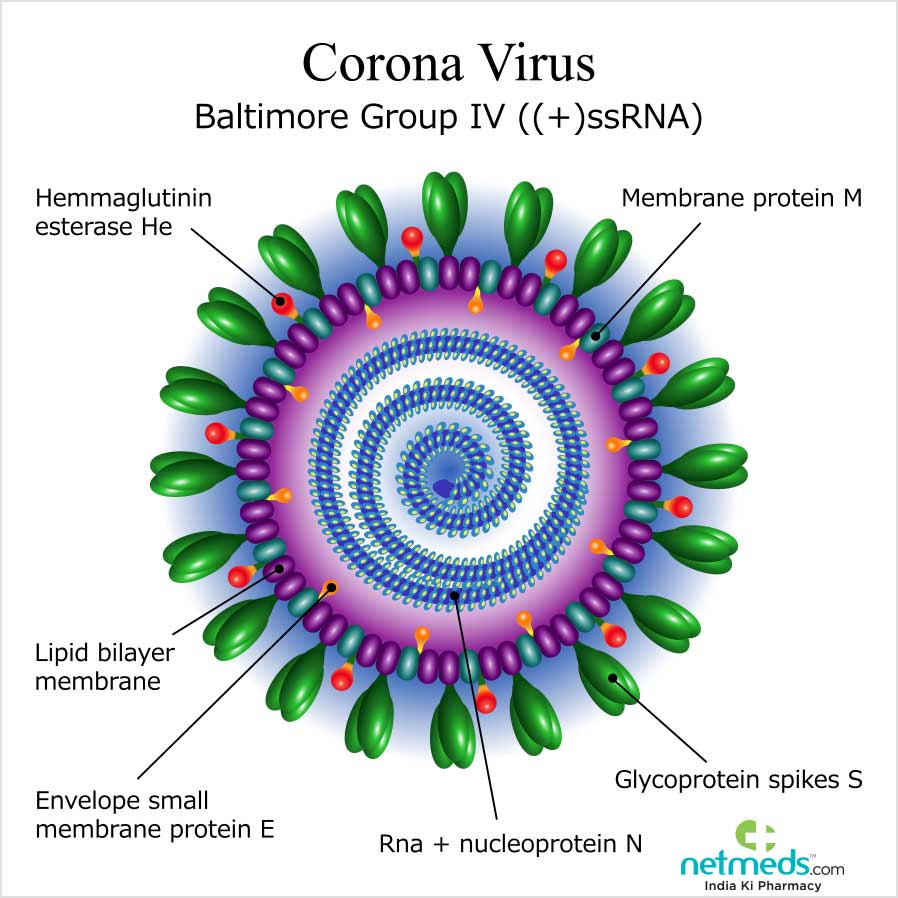 Corona Virus
Baltimore Group IV ((+)ssRNA)
Hemmaglutinin
esterase He
Membrane protein M
Lipid bilayer
membrane
Envelope small
membrane protein E
Glycoprotein spikes S
Rna + nucleoprotein N
netmeds.com™
India Ki Pharmacy